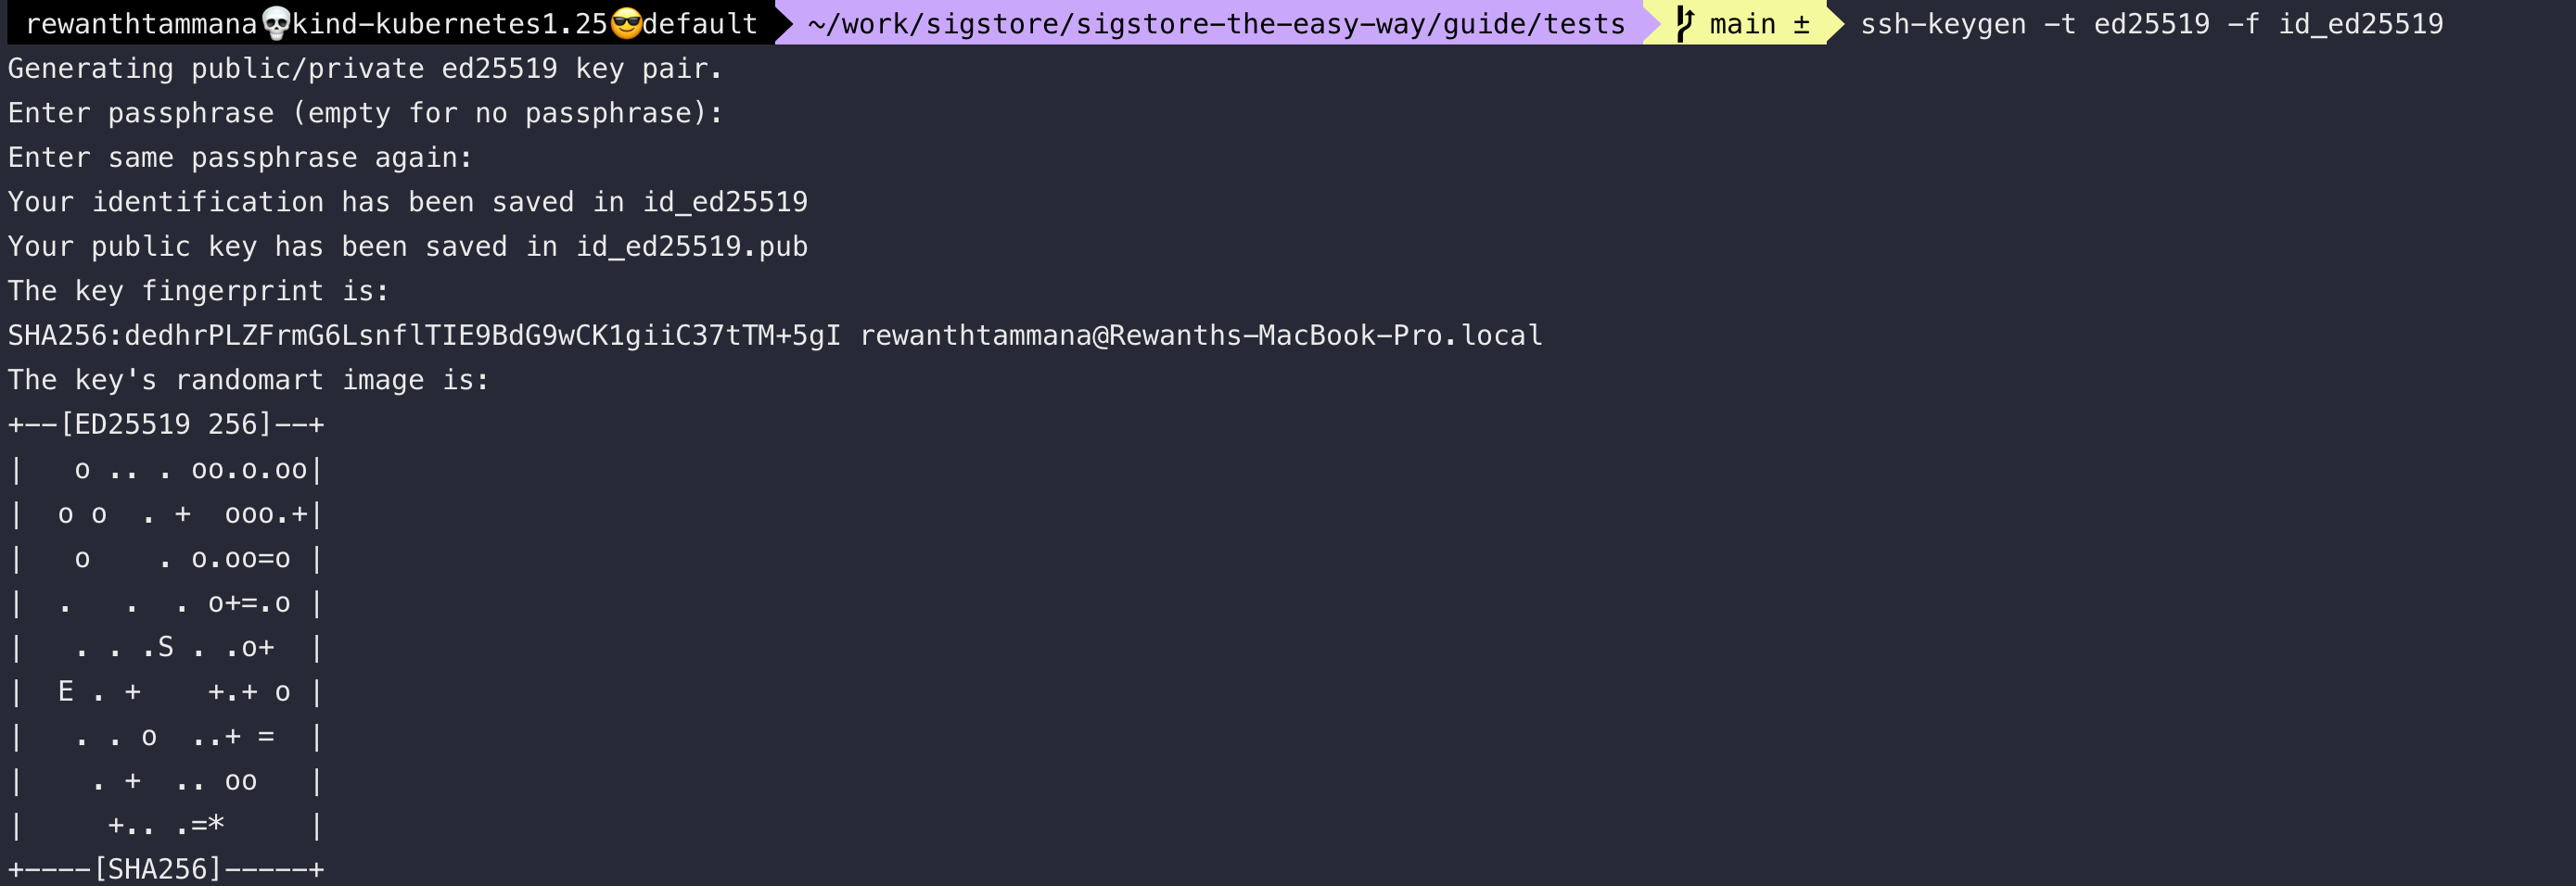 rewanthtammana💀kind-kubernetes1.25😎default ~/work/sigstore/sigstore-the-easy-way/guide/tests main ± ssh-keygen -t ed25519 -f id_ed25519
Generating public/private ed25519 key pair.
Enter passphrase (empty for no passphrase):
Enter same passphrase again:
Your identification has been saved in id_ed25519
Your public key has been saved in id_ed25519.pub
The key fingerprint is:
SHA256:dedhrPLZFrmG6LsnflTIE9BdG9wCK1giiC37tTM+5gI rewanthtammana@Rewanths-MacBook-Pro.local
The key's randomart image is:
+--[ED25519 256]--+
|   o .. . oo.o.oo|
|  o o  . +  ooo.+|
|   o    . o.oo=o |
|  .   .  . o+=.o |
|   . . .S . .o+  |
|  E . +    +.+ o |
|   . . o  ..+ =  |
|    . +  .. oo   |
|     +.. .=*     |
+----[SHA256]-----+